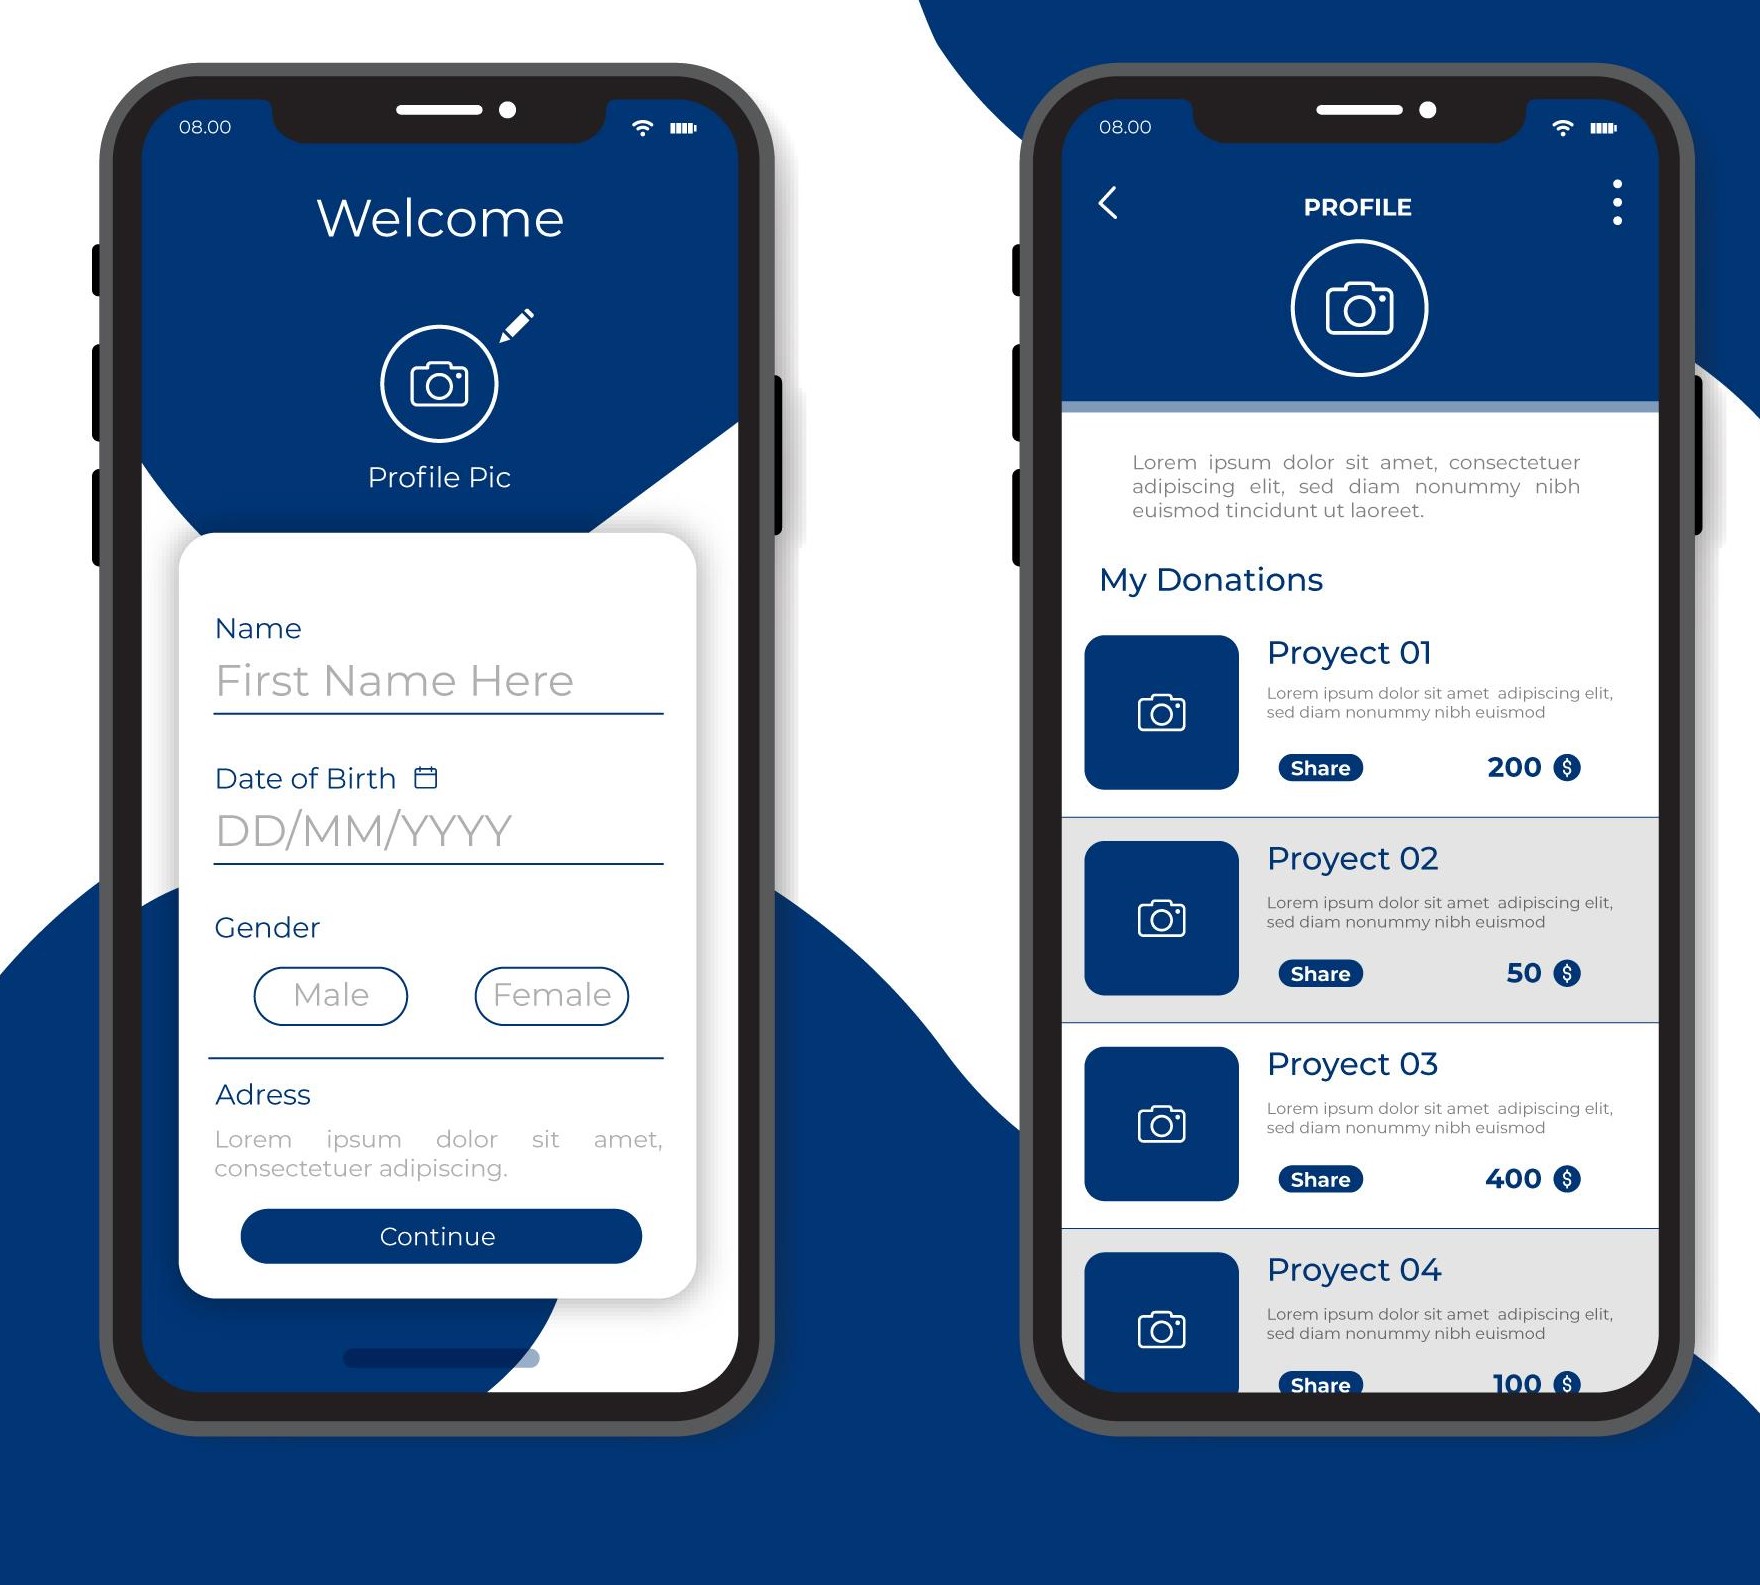 08.00
Welcome
Profile Pic
Name
First Name Here
Date of Birth
DD/MM/YYYY
Gender
Male Female
Adress
Lorem ipsum dolor sit amet,
consectetuer adipiscing.
Continue
08.00
PROFILE
Lorem ipsum dolor sit amet, consectetuer
adipiscing elit, sed diam nonummy nibh
euismod tincidunt ut laoreet.
My Donations
Proyect 01
Lorem ipsum dolor sit amet adipiscing elit,
sed diam nonummy nibh euismod
Share 200 $
Proyect 02
Lorem ipsum dolor sit amet adipiscing elit,
sed diam nonummy nibh euismod
Share 50 $
Proyect 03
Lorem ipsum dolor sit amet adipiscing elit,
sed diam nonummy nibh euismod
Share 400 $
Proyect 04
Lorem ipsum dolor sit amet adipiscing elit,
sed diam nonummy nibh euismod
Share 100 $